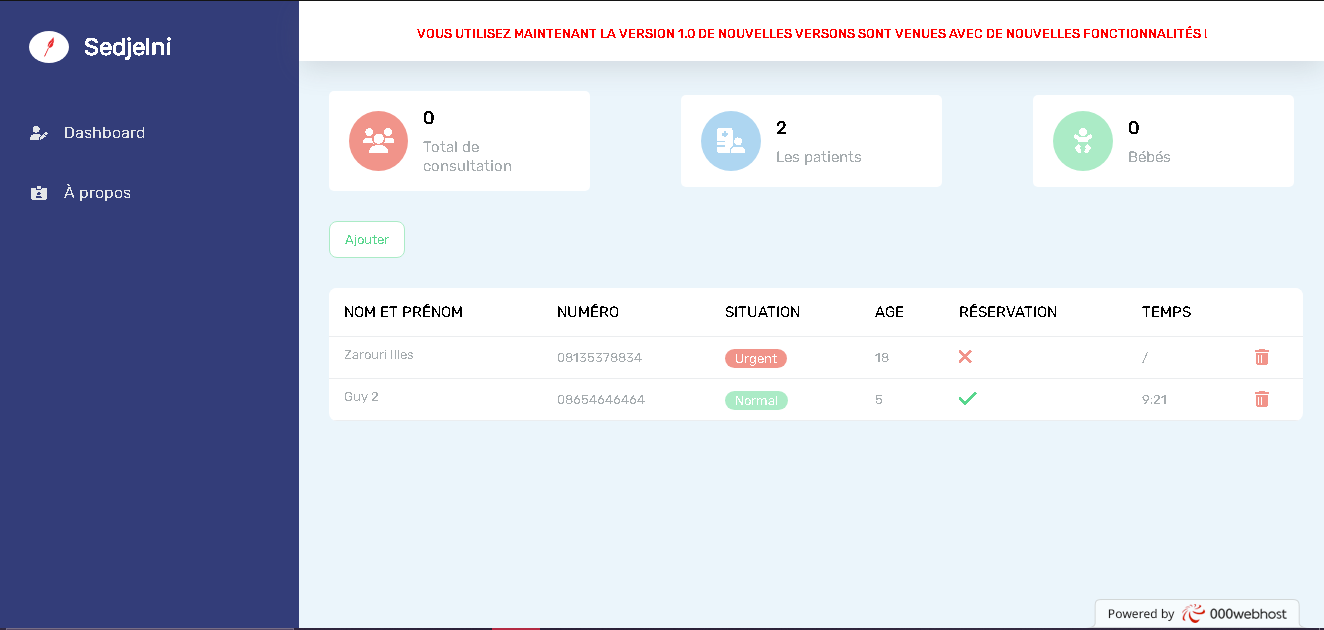 Sedjelni
VOUS UTILISEZ MAINTENANT LA VERSION 1.0 DE NOUVELLES VERSONS SONT VENUES AVEC DE NOUVELLES FONCTIONNALITÉS !
Dashboard
À propos
0
Total de
consultation
2
Les patients
0
Bébés
Ajouter
NOM ET PRÉNOM NUMÉRO SITUATION AGE RÉSERVATION TEMPS
Zarouri Illes 08135378834 Urgent 18 /
Guy 2 08654646464 Normal 5 9:21
Powered by 000webhost